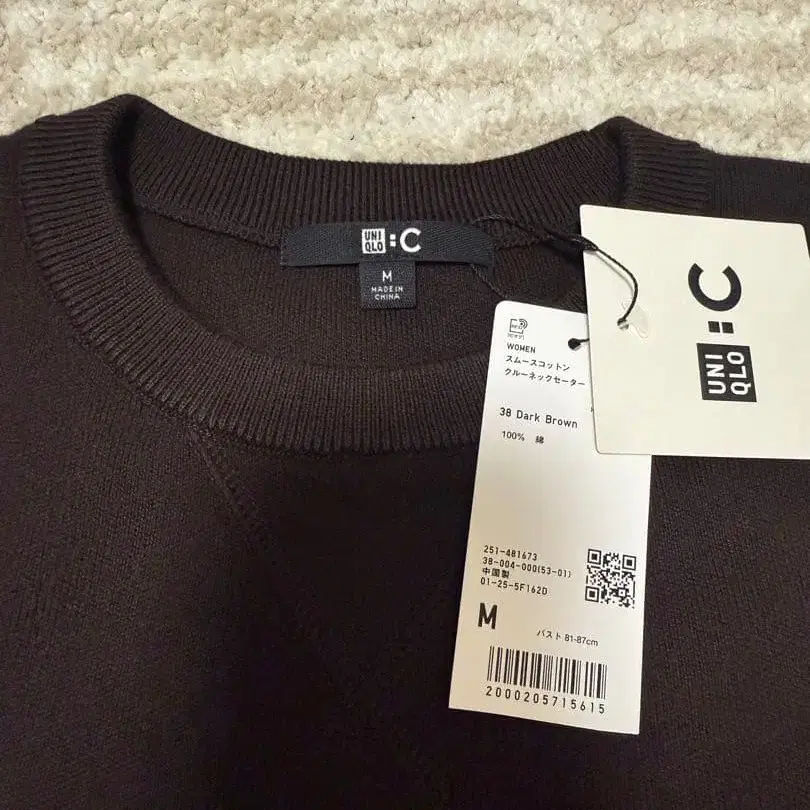 UNI
QLO
: C
M
MADE IN
CHINA
RFID
WOMEN
スムースコットン
クルーネックセーター
38 Dark Brown
100% 綿
251-481673
38-004-000(53-01)
中国製
01-25-5F162D
M
バスト 81-87cm
2000205715615
UNI
QLO
: C